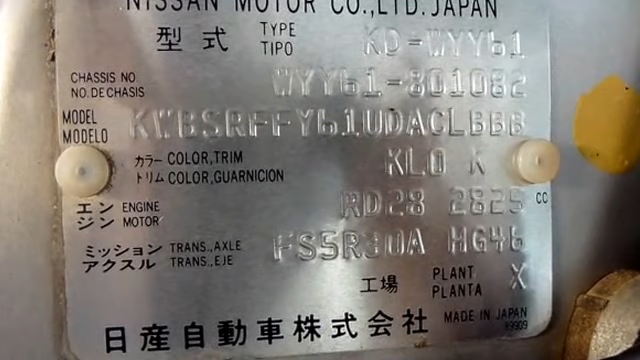 NISSAN MOTOR CO.,LTD.JAPAN
型式 TYPE TIPO KD-WYY61
CHASSIS NO. NO.DE CHASIS WYY61-801082
MODEL MODELO KWBSRFFY61UDACLBBB
カラー COLOR,TRIM
トリム COLOR,GUARNICION KL0 K
エンジン ENGINE MOTOR RD28 2825 CC
ミッション TRANS.,AXLE
アクスル TRANS.,EJE FS5R30A HG46
工場 PLANT PLANTA X
日産自動車株式会社 MADE IN JAPAN
89909